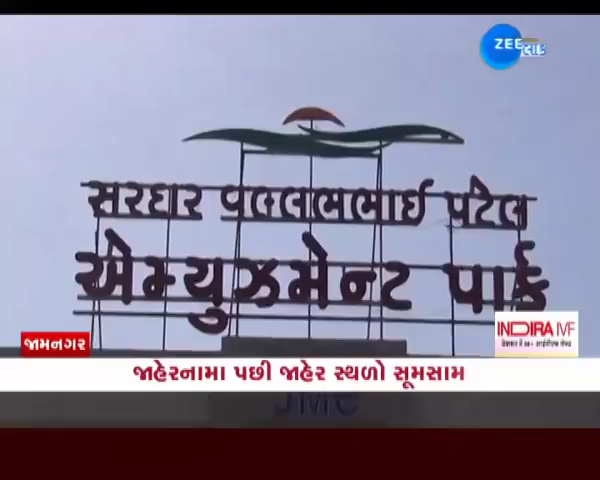 ZEE
સરદાર વલ્લભભાઈ પટેલ
એમ્યુઝમેન્ટ પાર્ક
INDIRA IVF
જામનગર
જાહેરનામા પછી જાહેર સ્થળો સૂમસામ
JMC